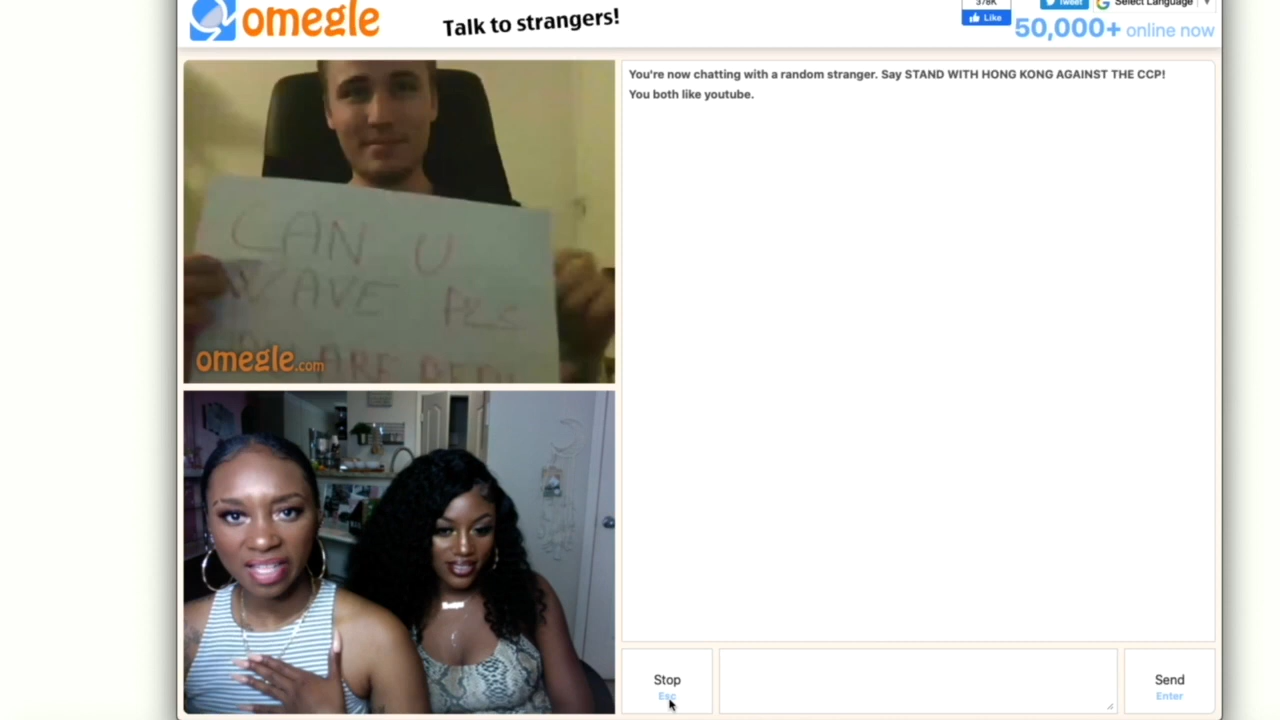 omegle
Talk to strangers!
378K
Like
Tweet
Select Language
50,000+ online now
You're now chatting with a random stranger. Say STAND WITH HONG KONG AGAINST THE CCP!
You both like youtube.
CAN U
WAVE PLS
ARE
omegle.com
Stop
Esc
Send
Enter